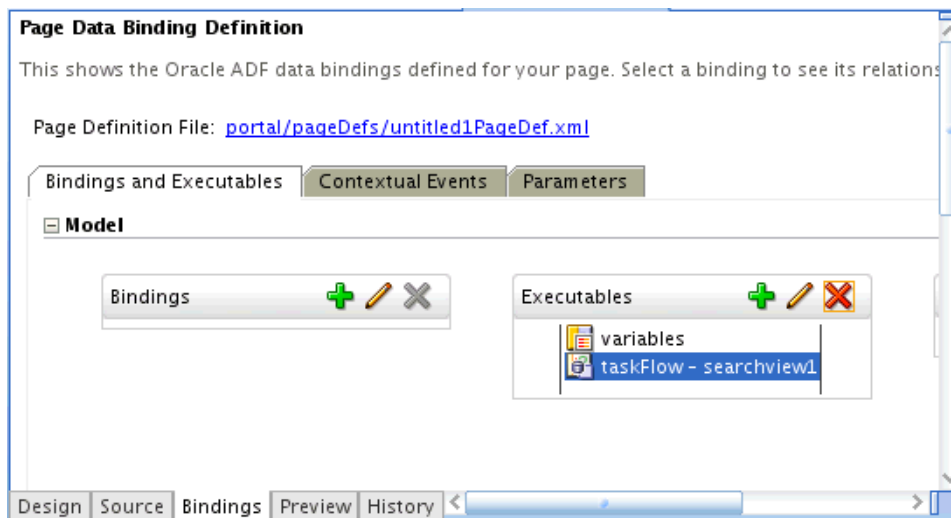 Page Data Binding Definition
This shows the Oracle ADF data bindings defined for your page. Select a binding to see its relations
Page Definition File: portal/pageDefs/untitled1PageDef.xml
Bindings and Executables Contextual Events Parameters
Model
Bindings Executables
variables
taskFlow - searchview1
Design Source Bindings Preview History